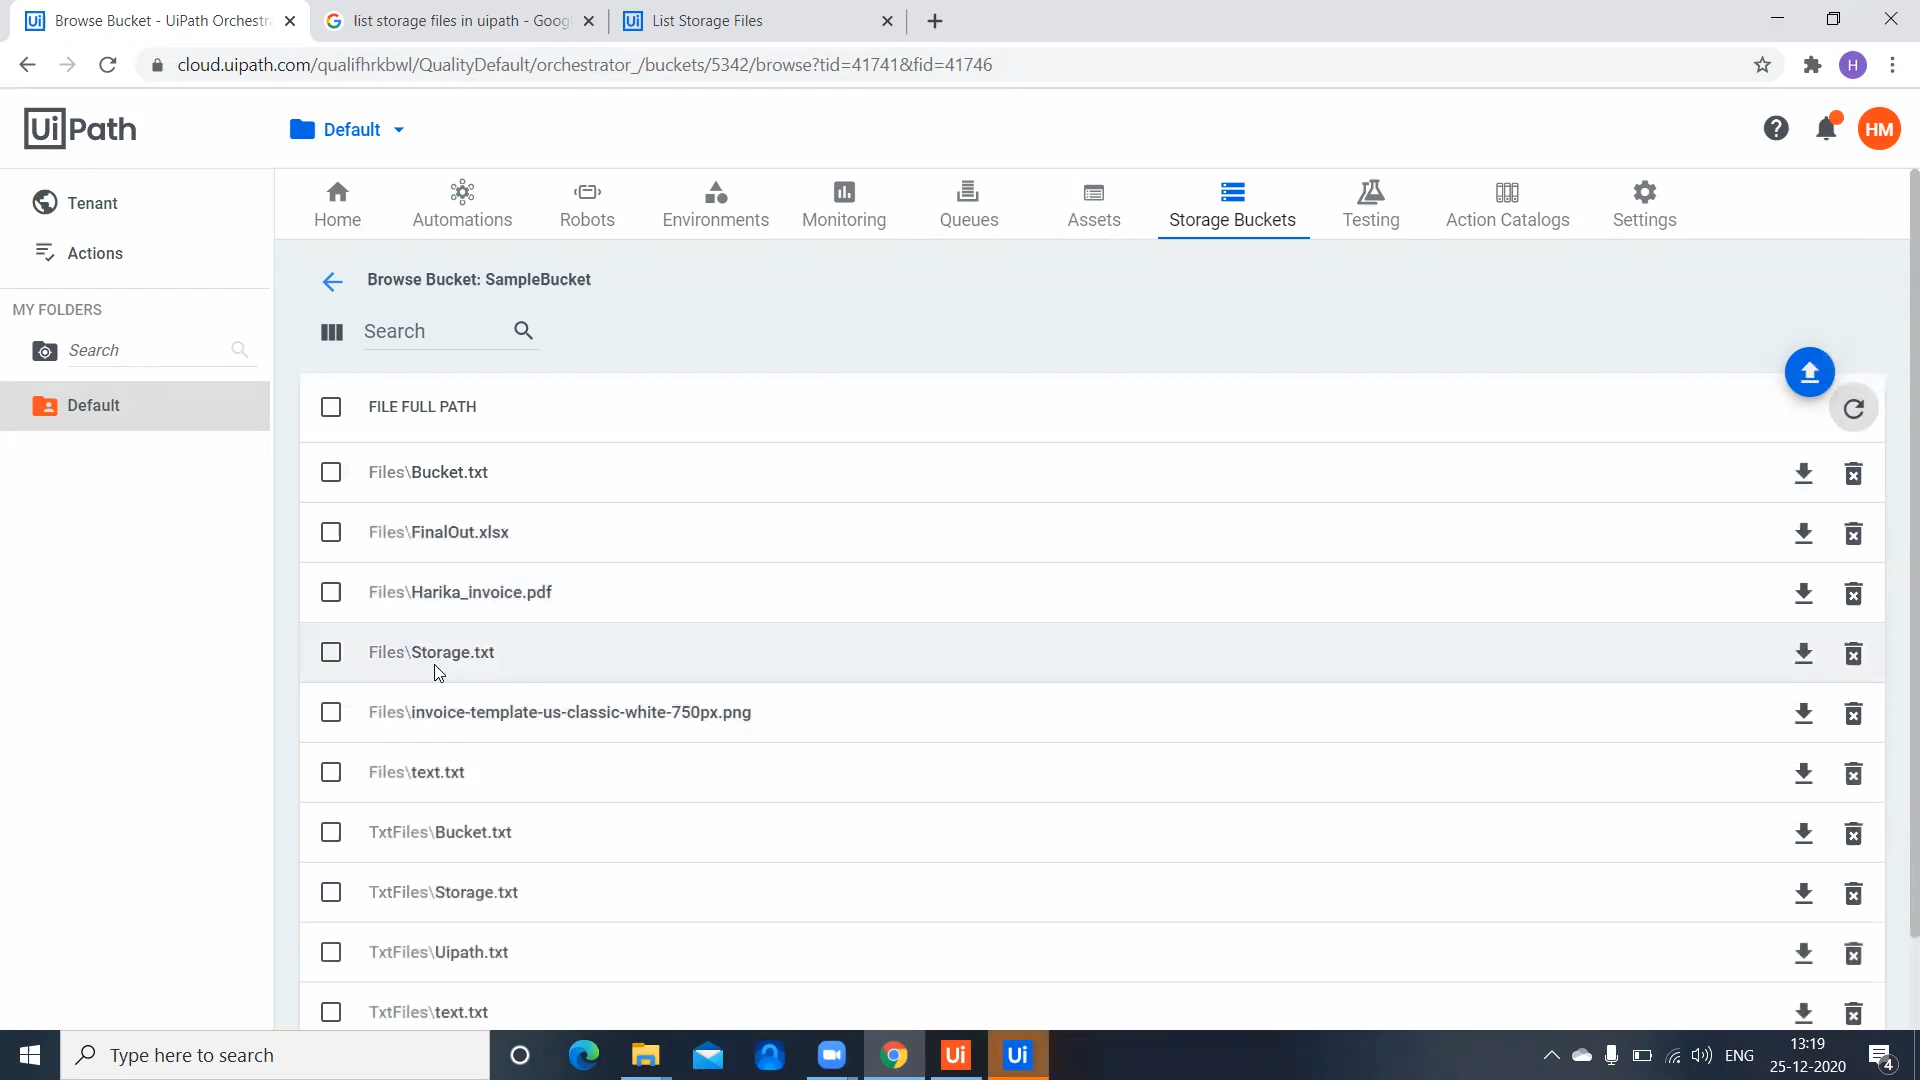 Browse Bucket - UiPath Orchestra
list storage files in uipath - Goog
Ui List Storage Files
cloud.uipath.com/qualifhrkbwl/QualityDefault/orchestrator_/buckets/5342/browse?tid=41741&fid=41746
H
UiPath
Default
HM
Tenant
Actions
MY FOLDERS
Search
Default
Home
Automations
Robots
Environments
Monitoring
Queues
Assets
Storage Buckets
Testing
Action Catalogs
Settings
Browse Bucket: SampleBucket
Search
FILE FULL PATH
Files\Bucket.txt
Files\FinalOut.xlsx
Files\Harika_invoice.pdf
Files\Storage.txt
Files\invoice-template-us-classic-white-750px.png
Files\text.txt
TxtFiles\Bucket.txt
TxtFiles\Storage.txt
TxtFiles\Uipath.txt
TxtFiles\text.txt
Type here to search
Ui
Ui
ENG
13:19
25-12-2020
4